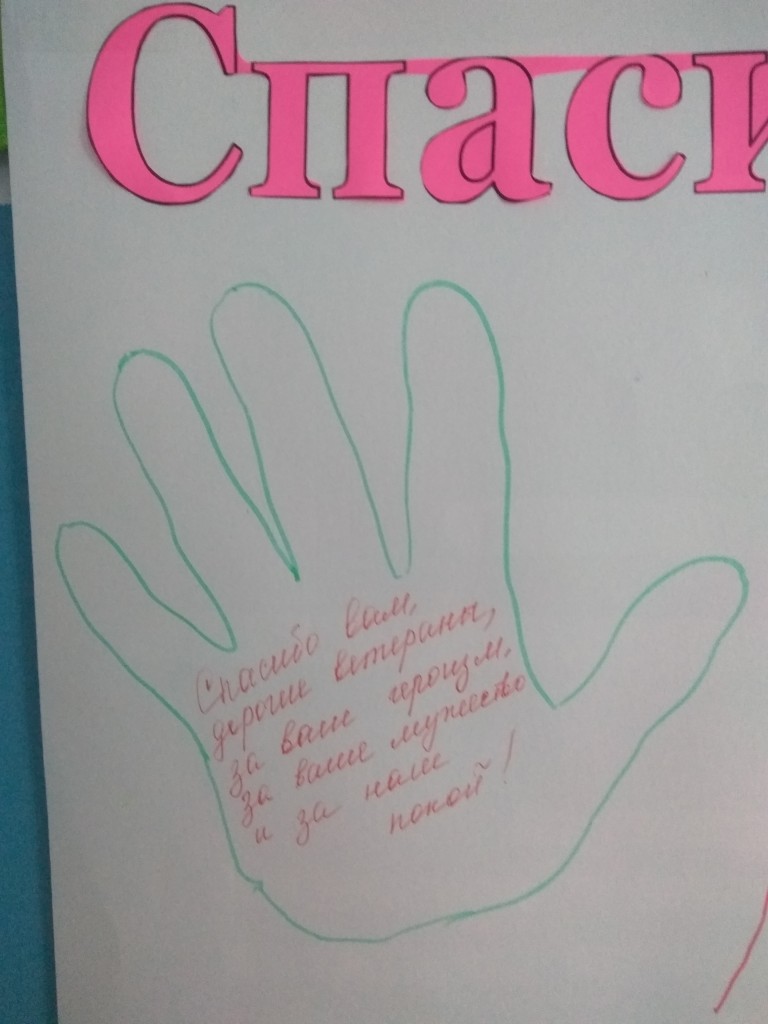 Спаси
Спасибо вам,
дорогие ветераны,
за ваш героизм,
за ваше мужество
и за наш
покой!